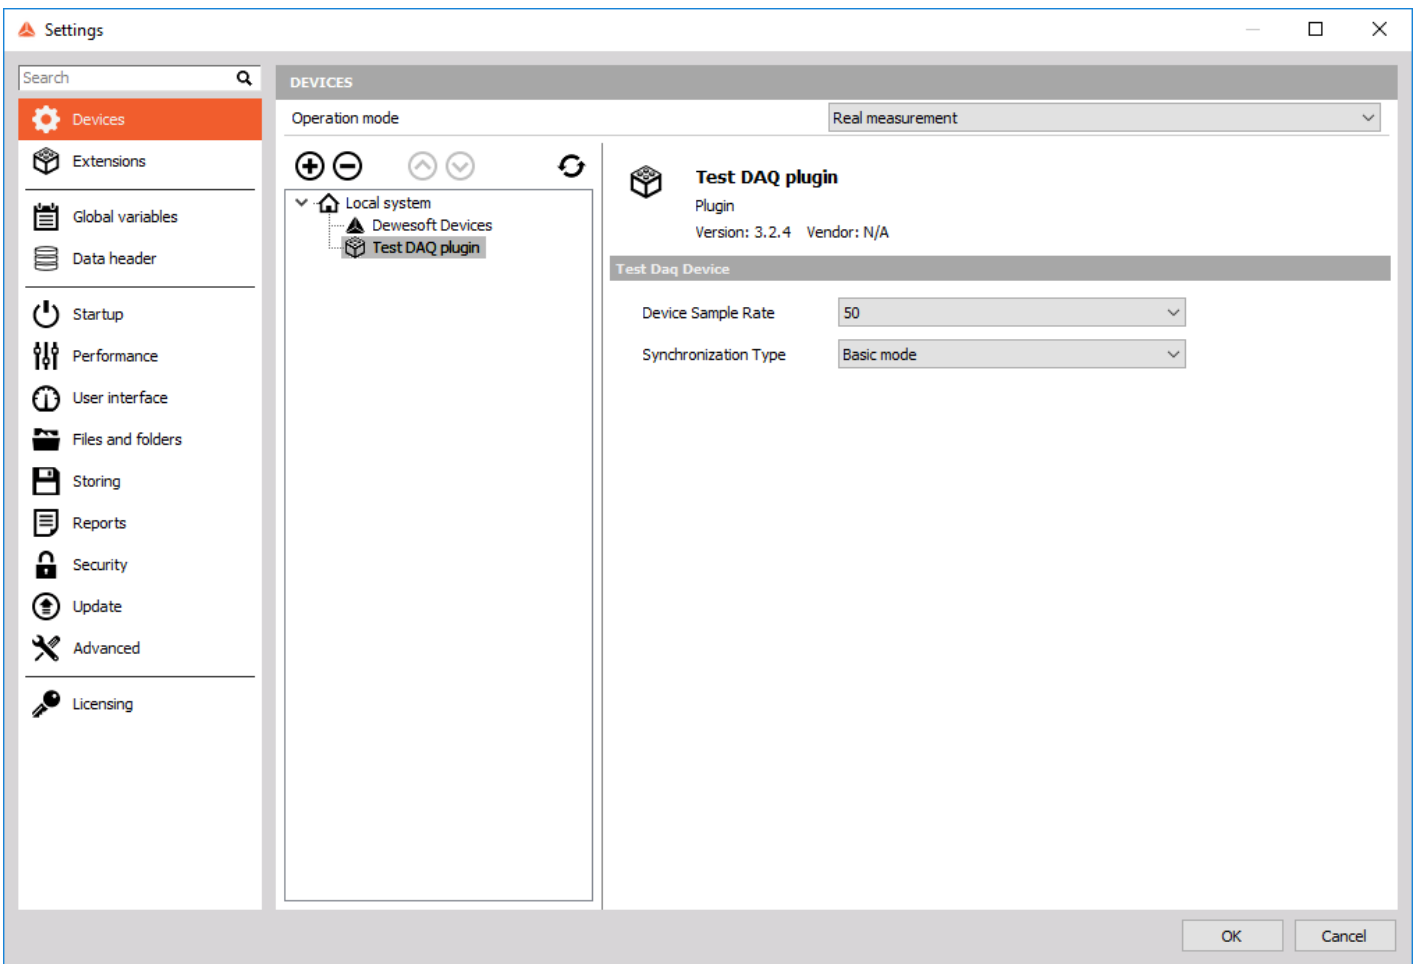 Settings
Search
Devices
Extensions
Global variables
Data header
Startup
Performance
User interface
Files and folders
Storing
Reports
Security
Update
Advanced
Licensing
DEVICES
Operation mode
Real measurement
Local system
Dewesoft Devices
Test DAQ plugin
Test DAQ plugin
Plugin
Version: 3.2.4 Vendor: N/A
Test Daq Device
Device Sample Rate 50
Synchronization Type Basic mode
OK Cancel